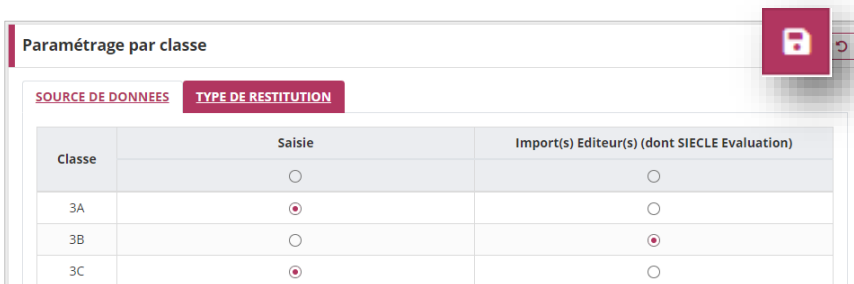 Paramétrage par classe
SOURCE DE DONNEES TYPE DE RESTITUTION
Classe Saisie Import(s) Editeur(s) (dont SIECLE Evaluation)
3A
3B
3C